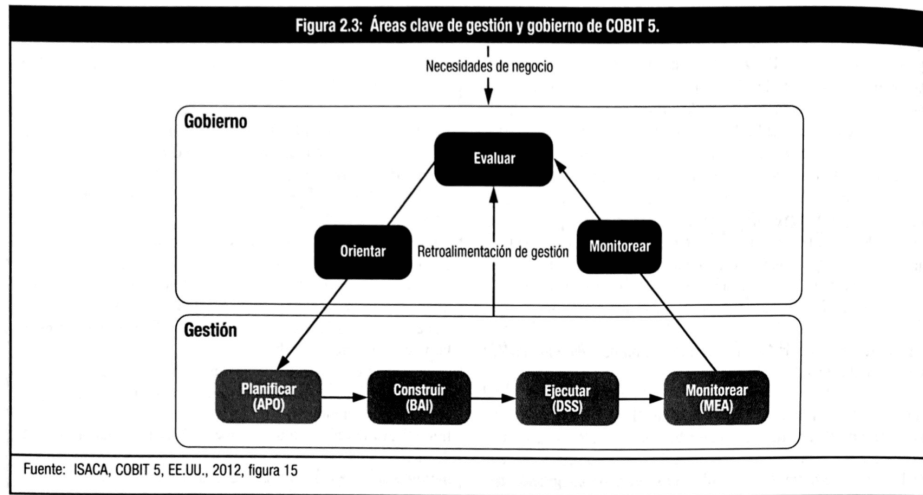 Figura 2.3: Áreas clave de gestión y gobierno de COBIT 5.
Necesidades de negocio
Gobierno
Evaluar
Orientar
Retroalimentación de gestión
Monitorear
Gestión
Planificar
(APO)
Construir
(BAI)
Ejecutar
(DSS)
Monitorear
(MEA)
Fuente: ISACA, COBIT 5, EE.UU., 2012, figura 15